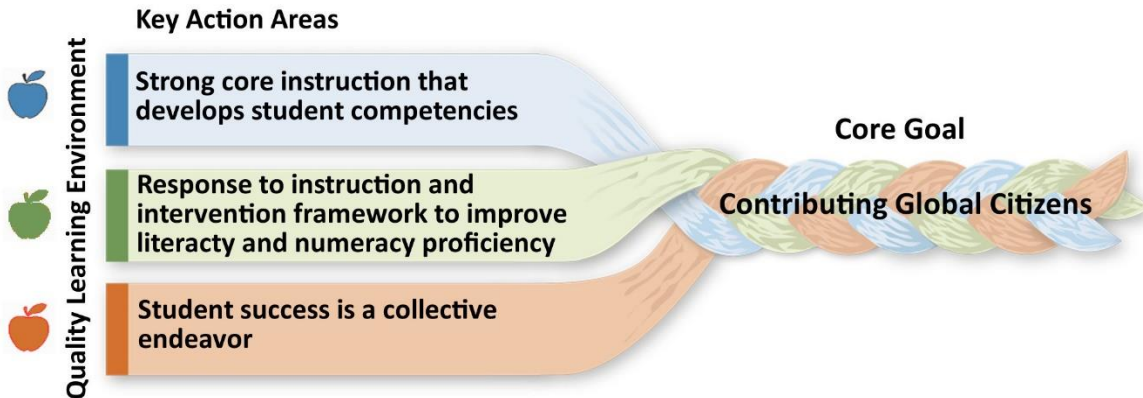 Key Action Areas
Quality Learning Environment
Strong core instruction that
develops student competencies
Response to instruction and
intervention framework to improve
literacty and numeracy proficiency
Student success is a collective
endeavor
Core Goal
Contributing Global Citizens